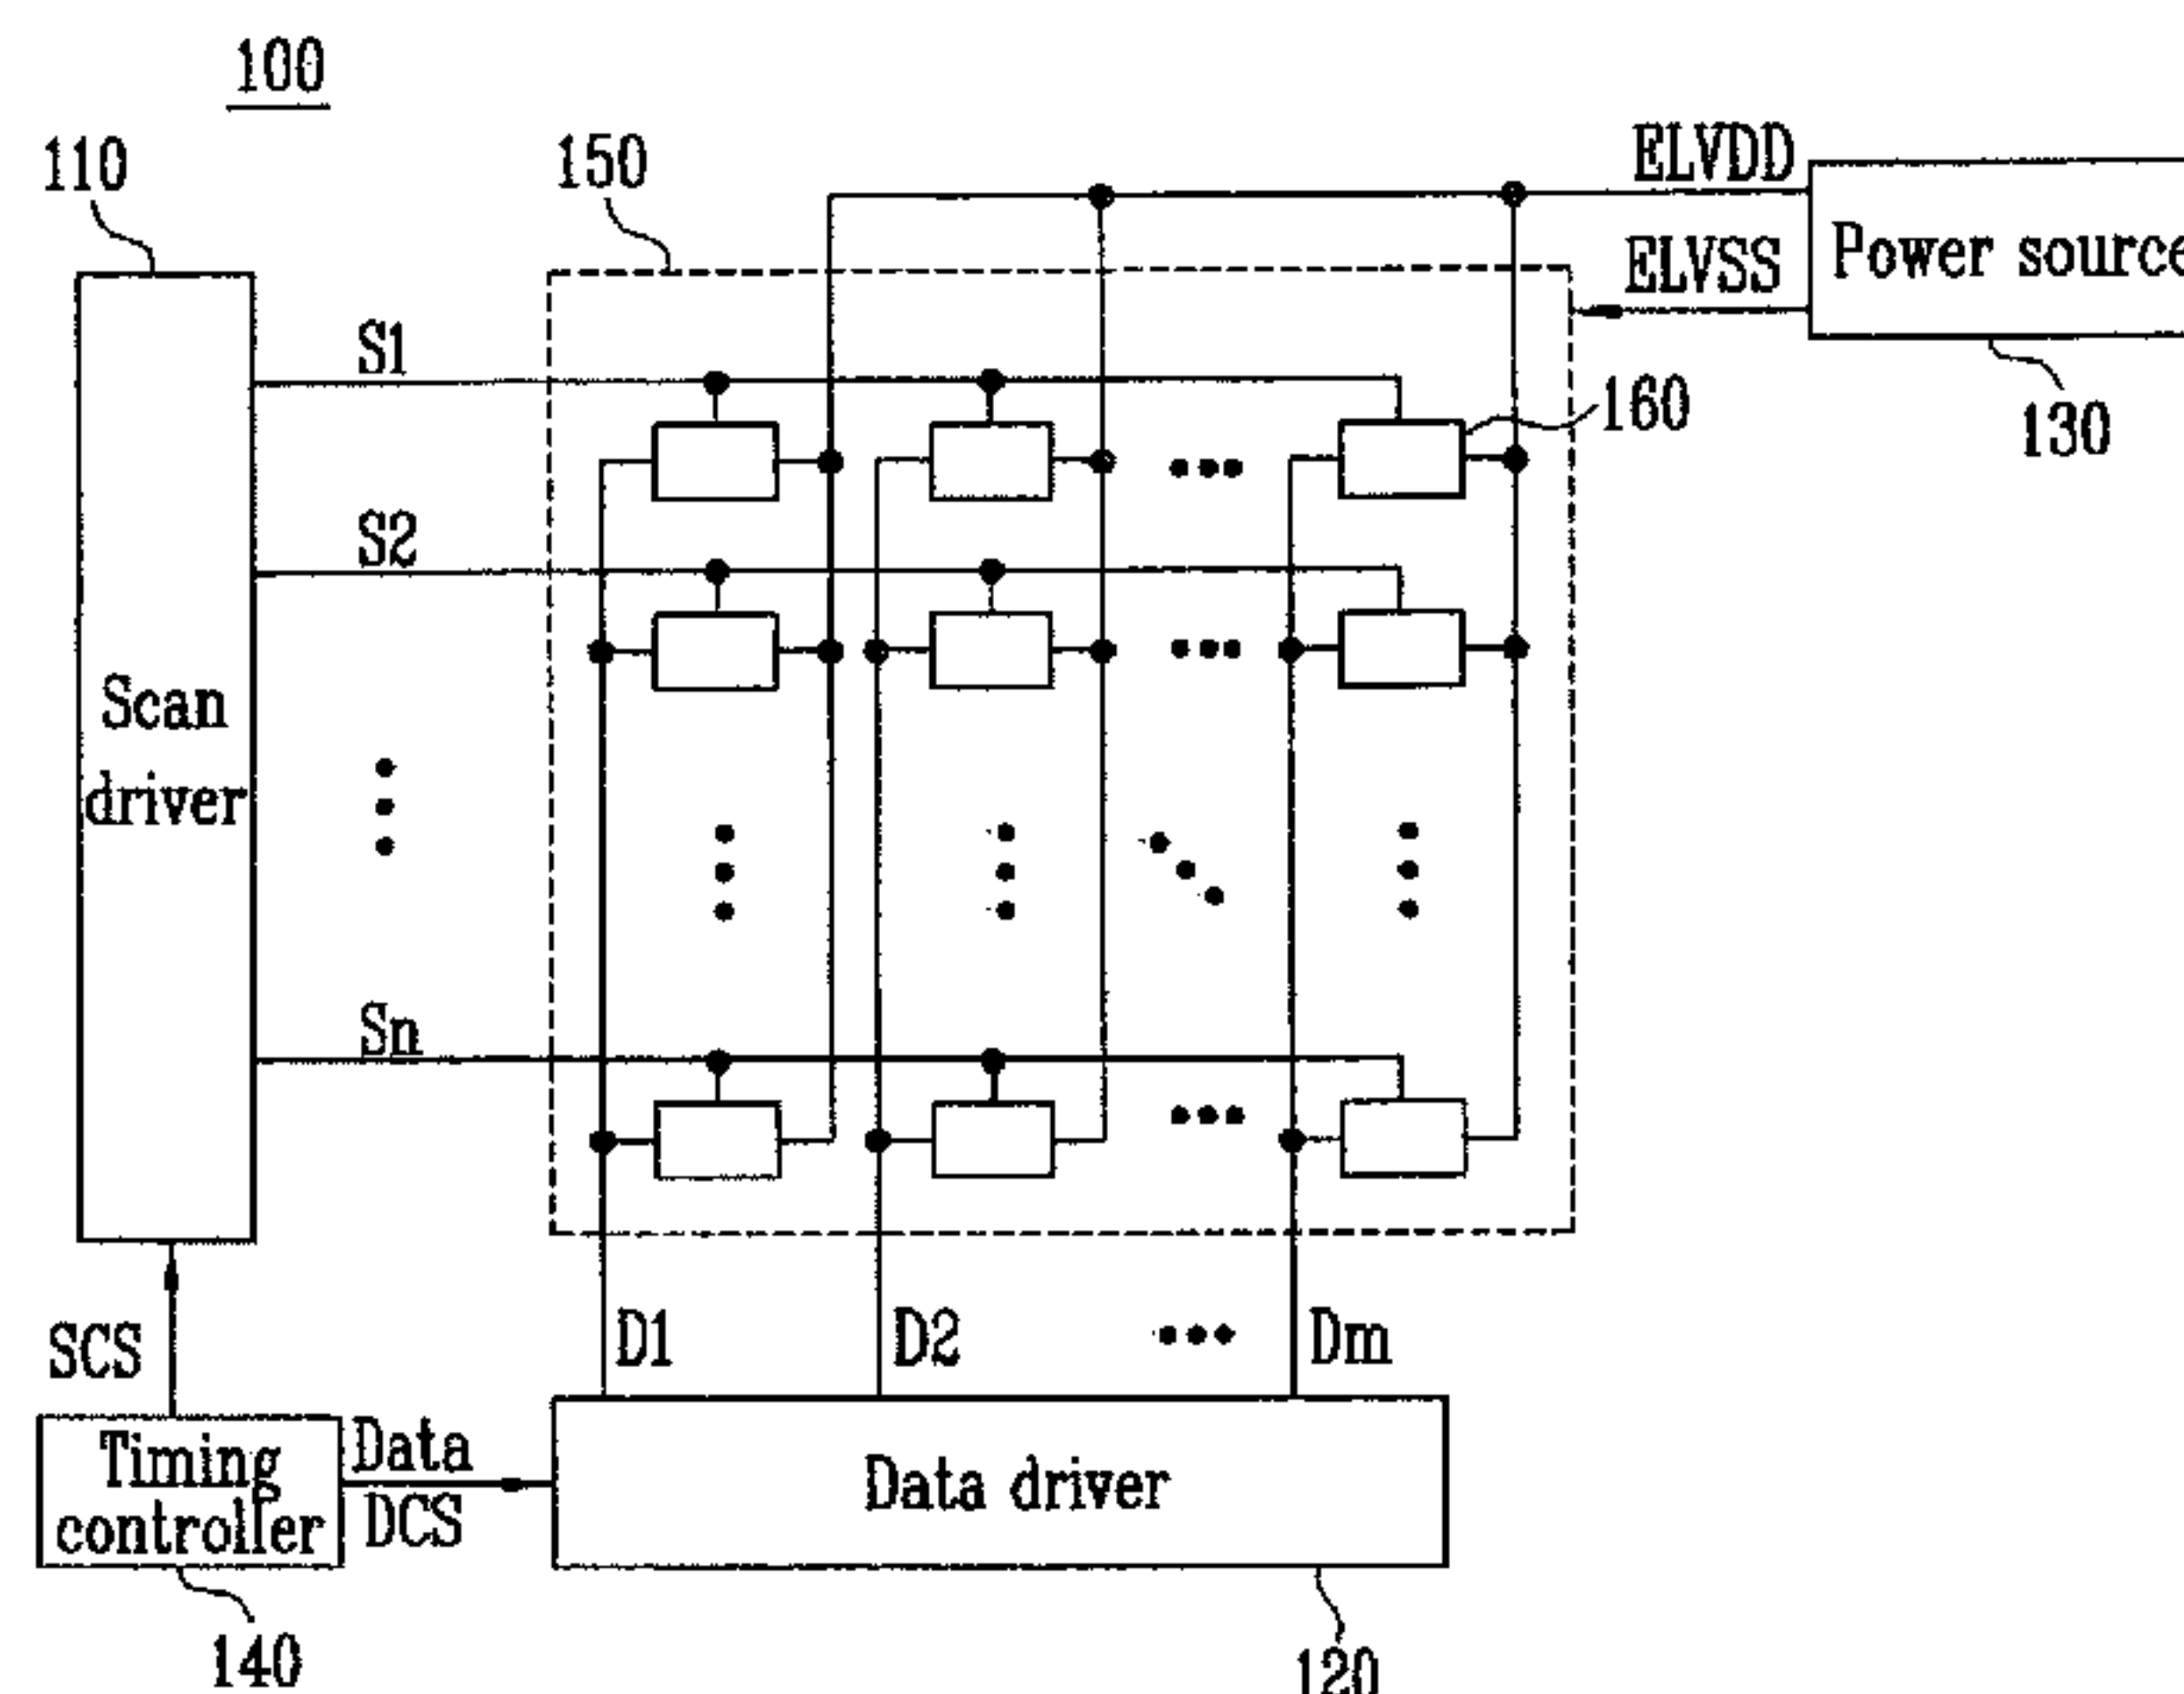 100
110
150
ELVDD
Power source
ELVSS
S1
160
130
S2
Scan
driver
Sn
SCS
D1
D2
Dm
Timing
controller
Data
DCS
Data driver
140
120